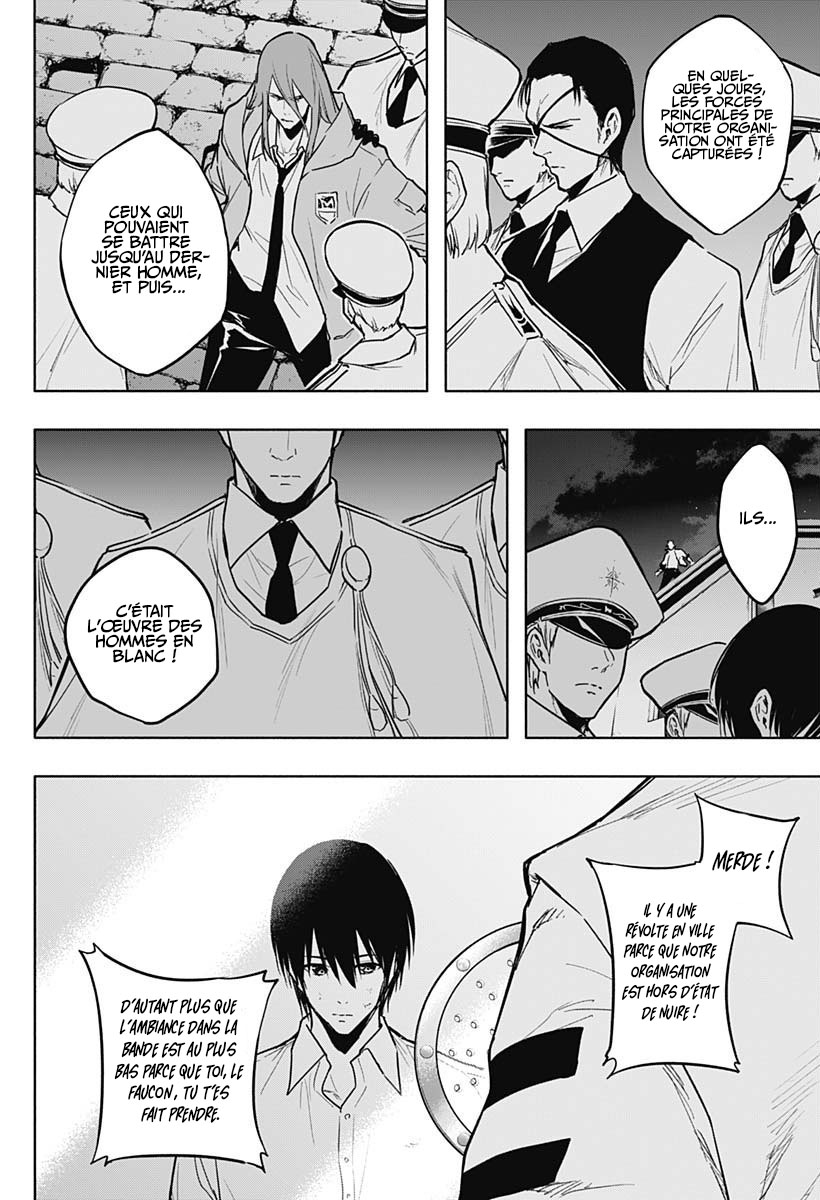 EN QUEL-
QUES JOURS,
LES FORCES
PRINCIPALES DE
NOTRE ORGANI-
SATION ONT ÉTÉ
CAPTURÉES !
CEUX QUI
POUVAIENT
SE BATTRE
JUSQU'AU DER-
NIER HOMME,
ET PUIS...
ILS...
C'ÉTAIT
L'ŒUVRE DES
HOMMES EN
BLANC !
MERDE !
IL Y A UNE
RÉVOLTE EN VILLE
PARCE QUE NOTRE
ORGANISATION
EST HORS D'ÉTAT
DE NUIRE !
D'AUTANT PLUS QUE
L'AMBIANCE DANS LA
BANDE EST AU PLUS
BAS PARCE QUE TOI, LE
FAUCON, TU T'ES
FAIT PRENDRE.